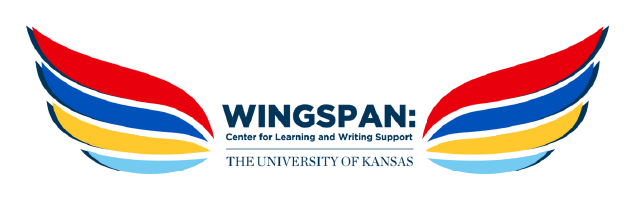 WINGSPAN:
Center for Learning and Writing Support
THE UNIVERSITY OF KANSAS